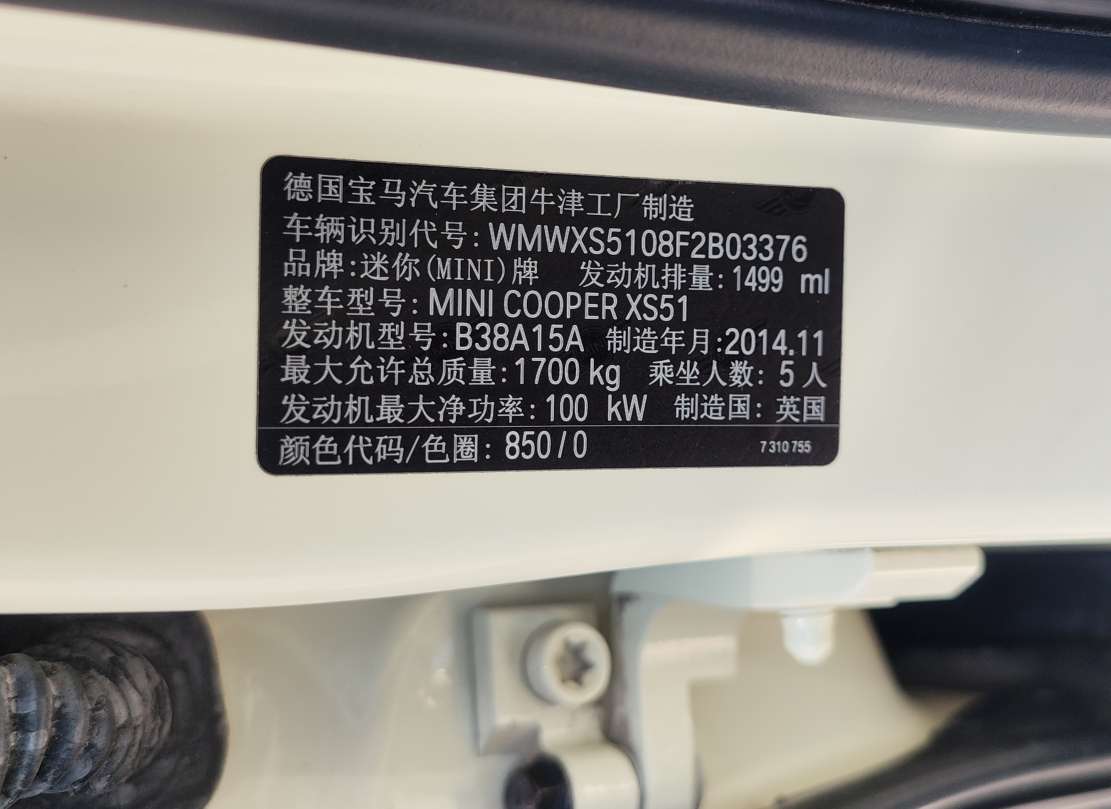 德国宝马汽车集团牛津工厂制造
车辆识别代号: WMWXS5108F2B03376
品牌:迷你(MINI)牌 发动机排量: 1499 ml
整车型号: MINI COOPER XS51
发动机型号: B38A15A 制造年月:2014.11
最大允许总质量:1700 kg 乘坐人数: 5 人
发动机最大净功率: 100 kW 制造国: 英国
颜色代码/色圈: 850 / 0 7 310 755